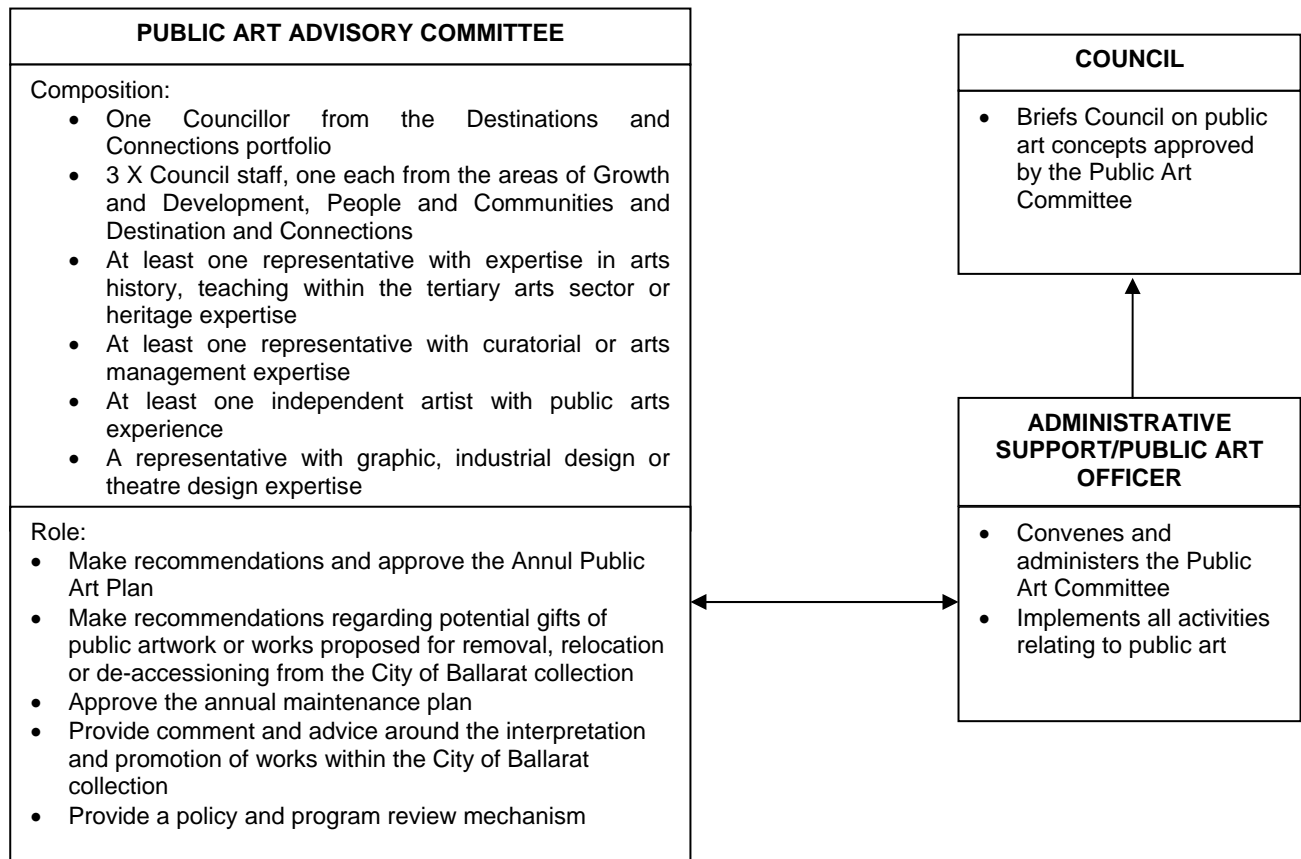 PUBLIC ART ADVISORY COMMITTEE
Composition:
• One Councillor from the Destinations and
Connections portfolio
• 3 X Council staff, one each from the areas of Growth
and Development, People and Communities and
Destination and Connections
• At least one representative with expertise in arts
history, teaching within the tertiary arts sector or
heritage expertise
• At least one representative with curatorial or arts
management expertise
• At least one independent artist with public arts
experience
• A representative with graphic, industrial design or
theatre design expertise
Role:
• Make recommendations and approve the Annul Public
Art Plan
• Make recommendations regarding potential gifts of
public artwork or works proposed for removal, relocation
or de-accessioning from the City of Ballarat collection
• Approve the annual maintenance plan
• Provide comment and advice around the interpretation
and promotion of works within the City of Ballarat
collection
• Provide a policy and program review mechanism
COUNCIL
• Briefs Council on public
art concepts approved
by the Public Art
Committee
ADMINISTRATIVE
SUPPORT/PUBLIC ART
OFFICER
• Convenes and
administers the Public
Art Committee
• Implements all activities
relating to public art